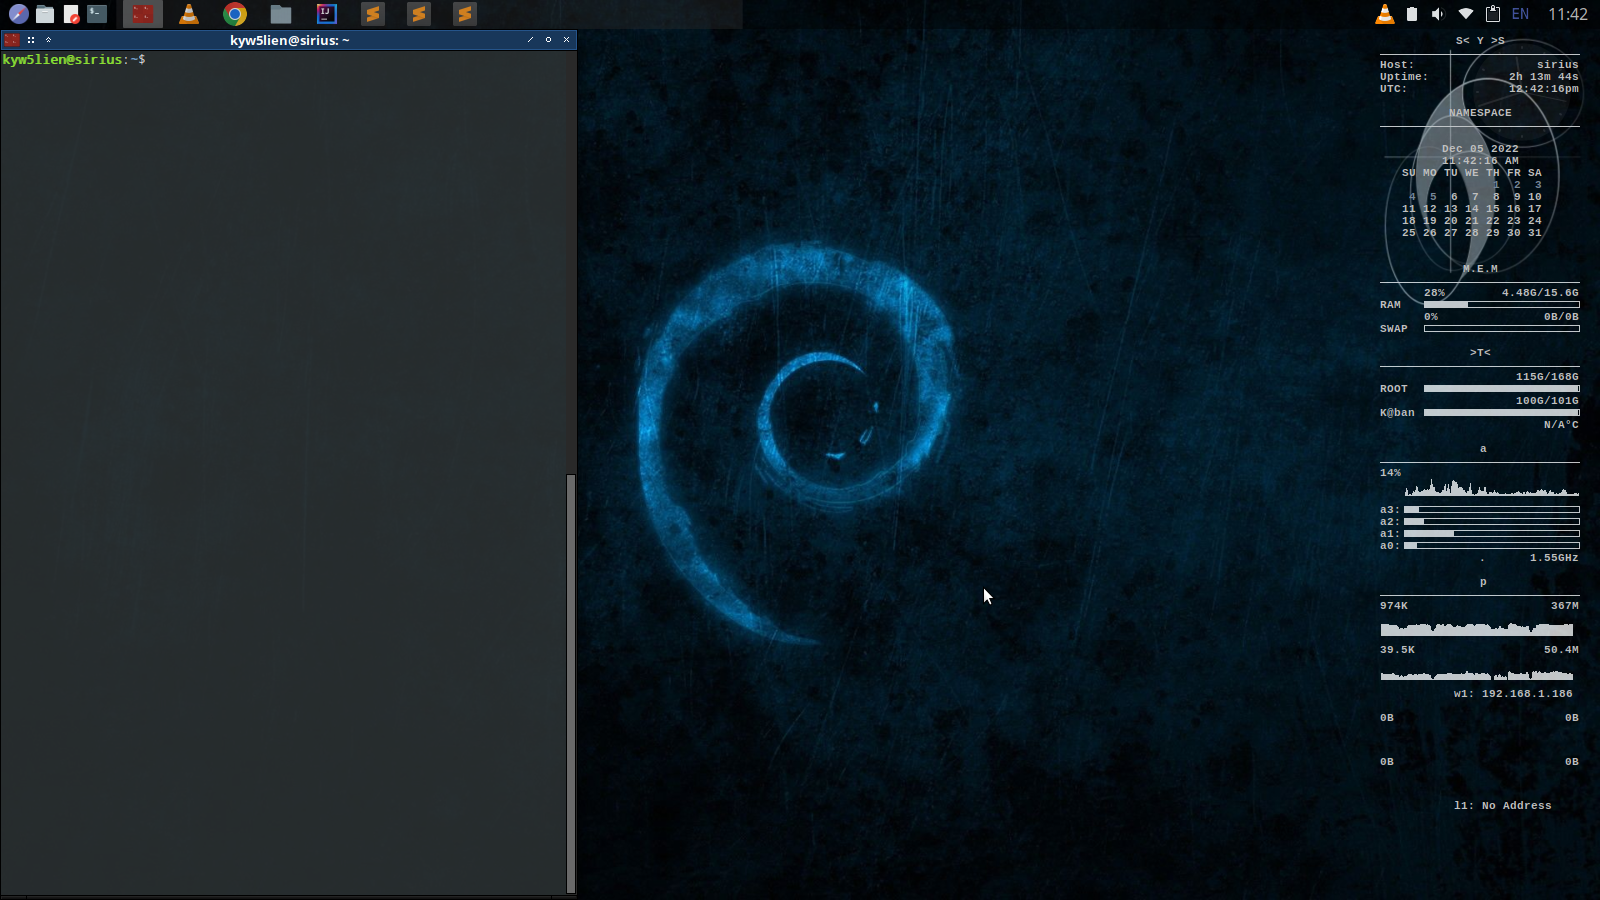 EN 11:42
kyw5lien@sirius: ~
kyw5lien@sirius:~$
S< Y >S
Host: sirius
Uptime: 2h 13m 44s
UTC: 12:42:16pm
NAMESPACE
Dec 05 2022
11:42:16 AM
SU MO TU WE TH FR SA
1 2 3
4 5 6 7 8 9 10
11 12 13 14 15 16 17
18 19 20 21 22 23 24
25 26 27 28 29 30 31
M.E.M
28% 4.48G/15.6G
RAM
0% 0B/0B
SWAP
>T<
115G/168G
ROOT
100G/101G
K@ban
N/A°C
a
14%
a3:
a2:
a1:
a0:
. 1.55GHz
p
974K 367M
39.5K 50.4M
w1: 192.168.1.186
0B 0B
0B 0B
l1: No Address